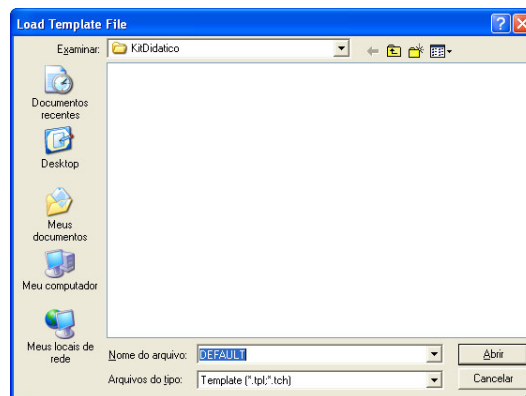 Load Template File
Examinar:
KitDidatico
Documentos
recentes
Desktop
Meus
documentos
Meu computador
Meus locais de
rede
Nome do arquivo:
DEFAULT
Abrir
Arquivos do tipo:
Template (*.tpl;*.tch)
Cancelar